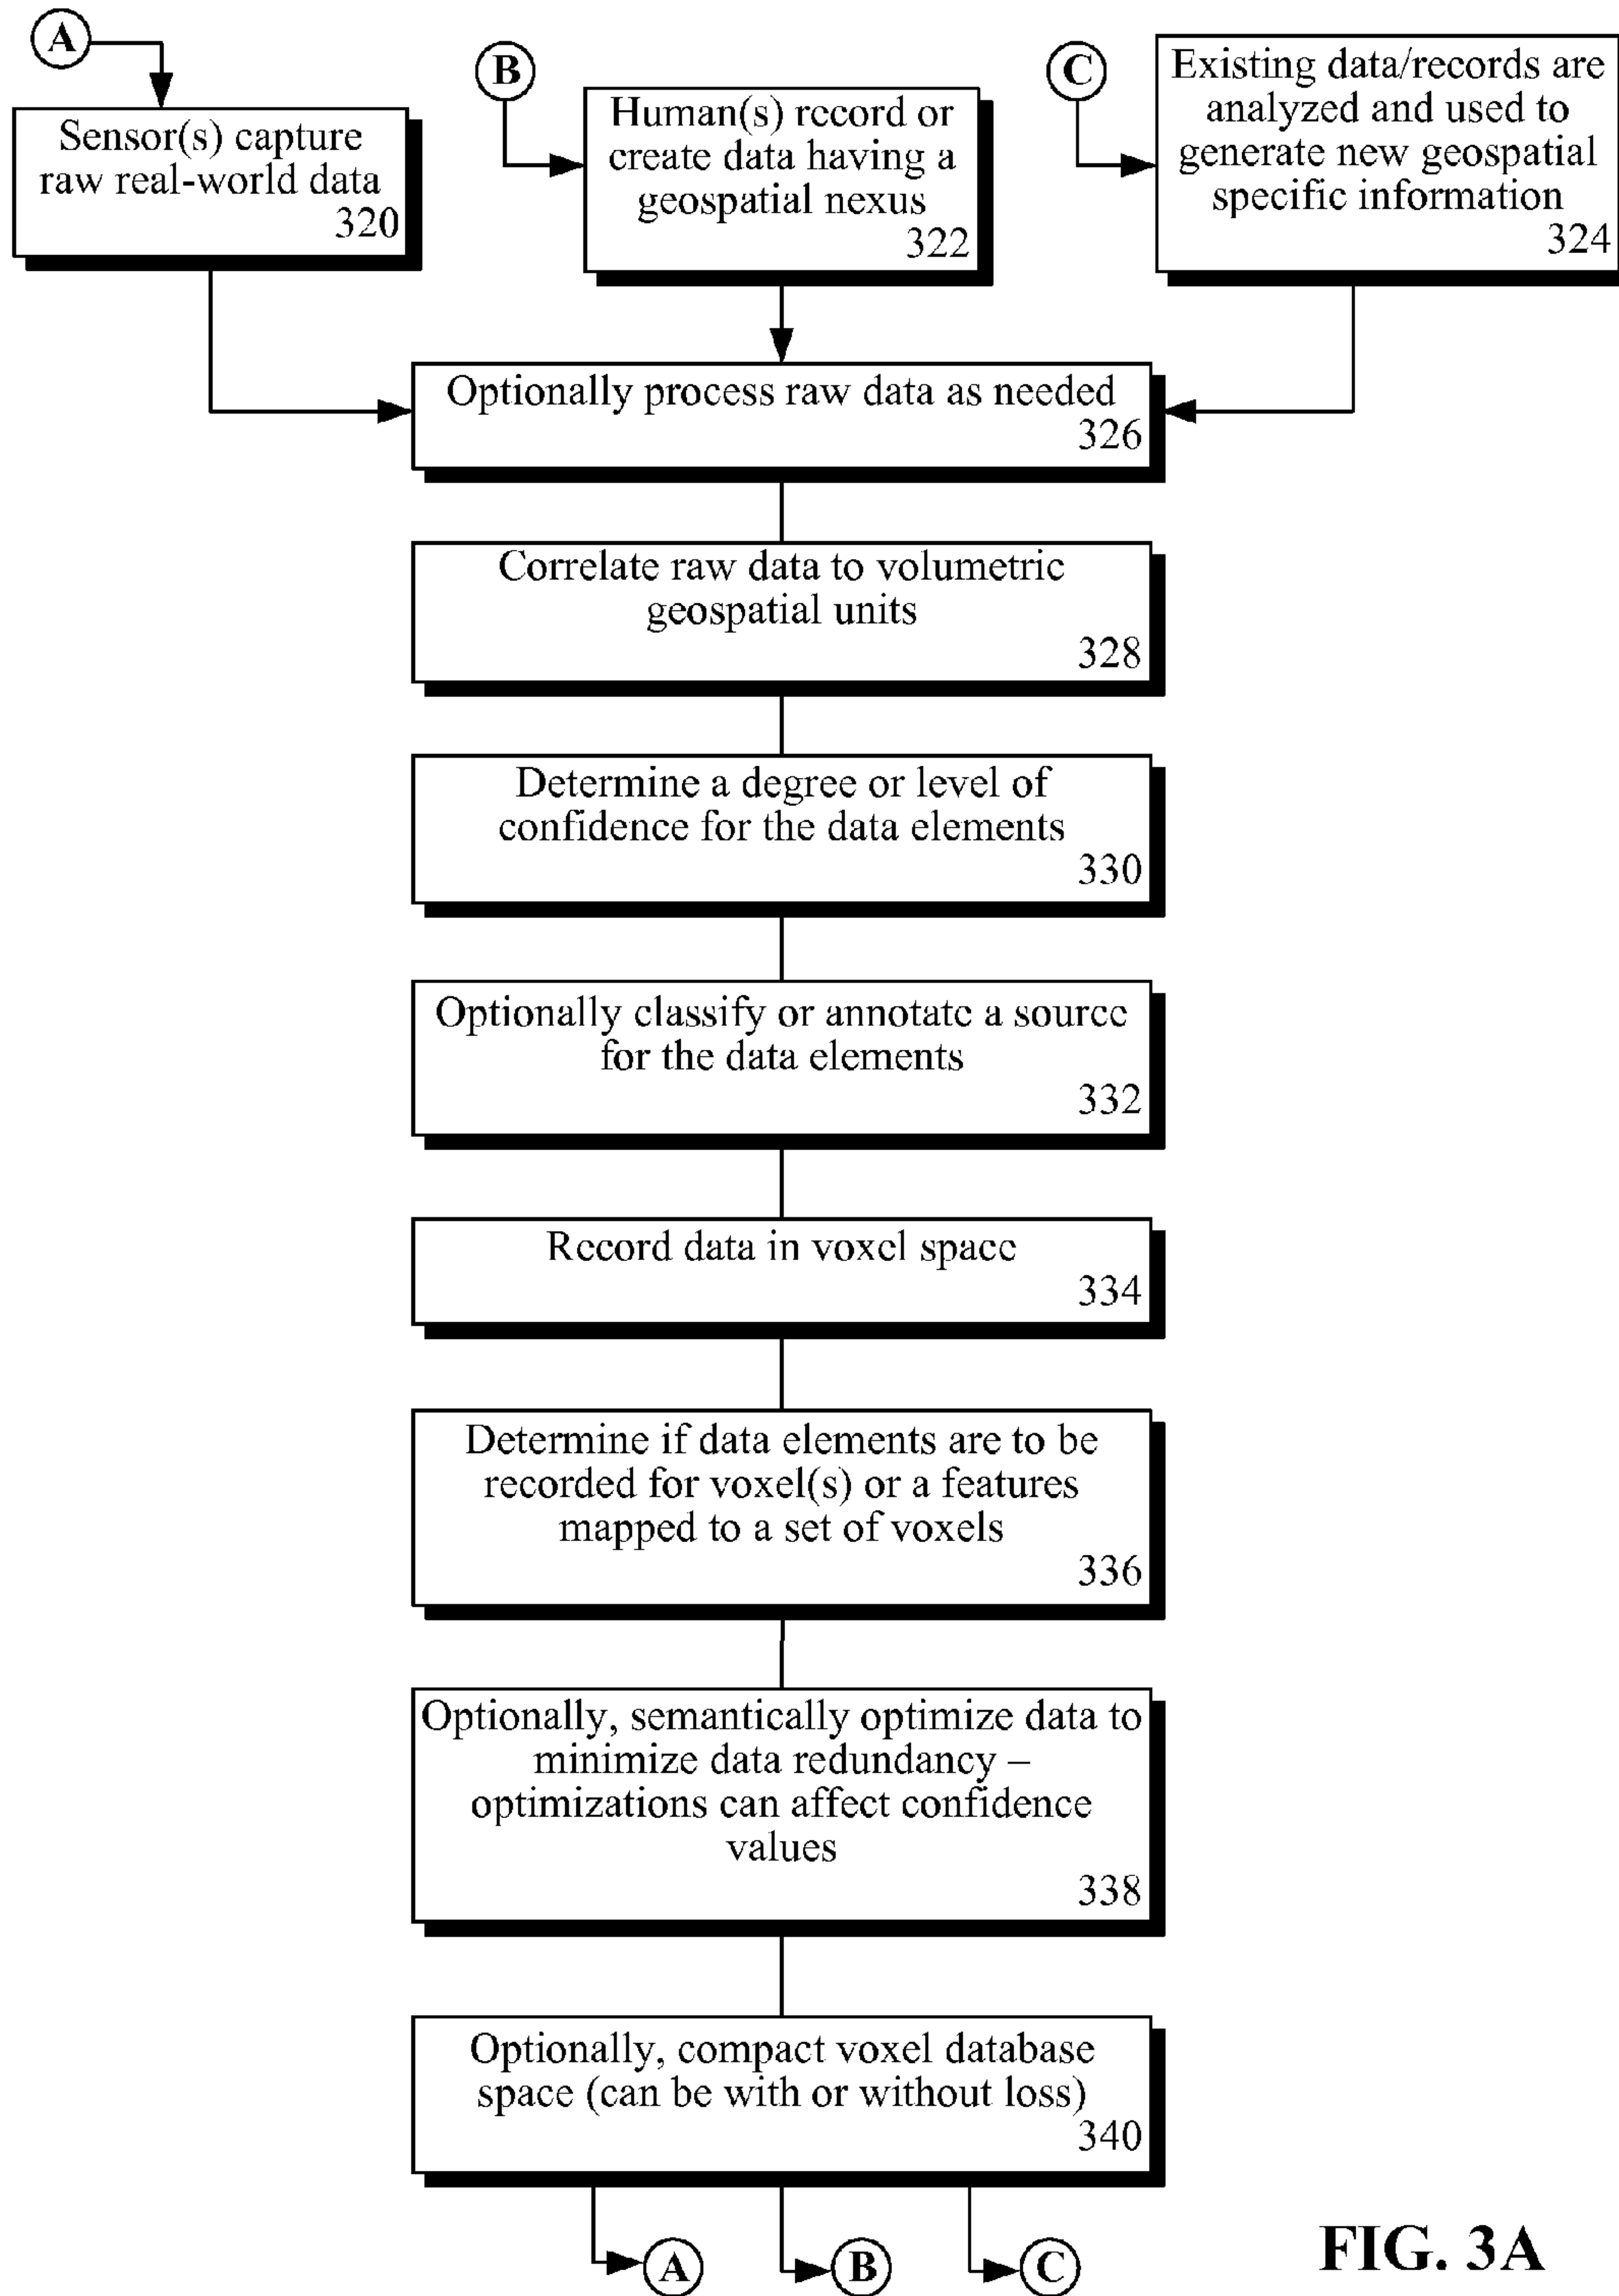 A
Sensor(s) capture
raw real-world data
320
B
Human(s) record or
create data having a
geospatial nexus
322
C
Existing data/records are
analyzed and used to
generate new geospatial
specific information
324
Optionally process raw data as needed
326
Correlate raw data to volumetric
geospatial units
328
Determine a degree or level of
confidence for the data elements
330
Optionally classify or annotate a source
for the data elements
332
Record data in voxel space
334
Determine if data elements are to be
recorded for voxel(s) or a features
mapped to a set of voxels
336
Optionally, semantically optimize data to
minimize data redundancy –
optimizations can affect confidence
values
338
Optionally, compact voxel database
space (can be with or without loss)
340
A
B
C
FIG. 3A